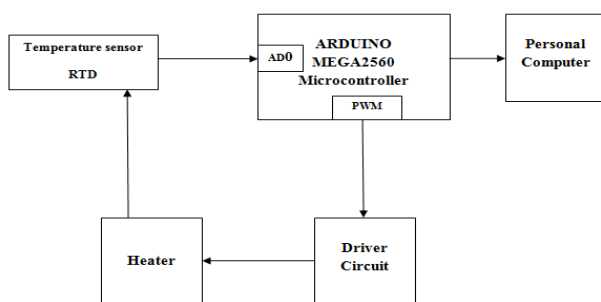 Temperature sensor
RTD
AD0
ARDUINO
MEGA2560
Microcontroller
PWM
Personal
Computer
Heater
Driver
Circuit